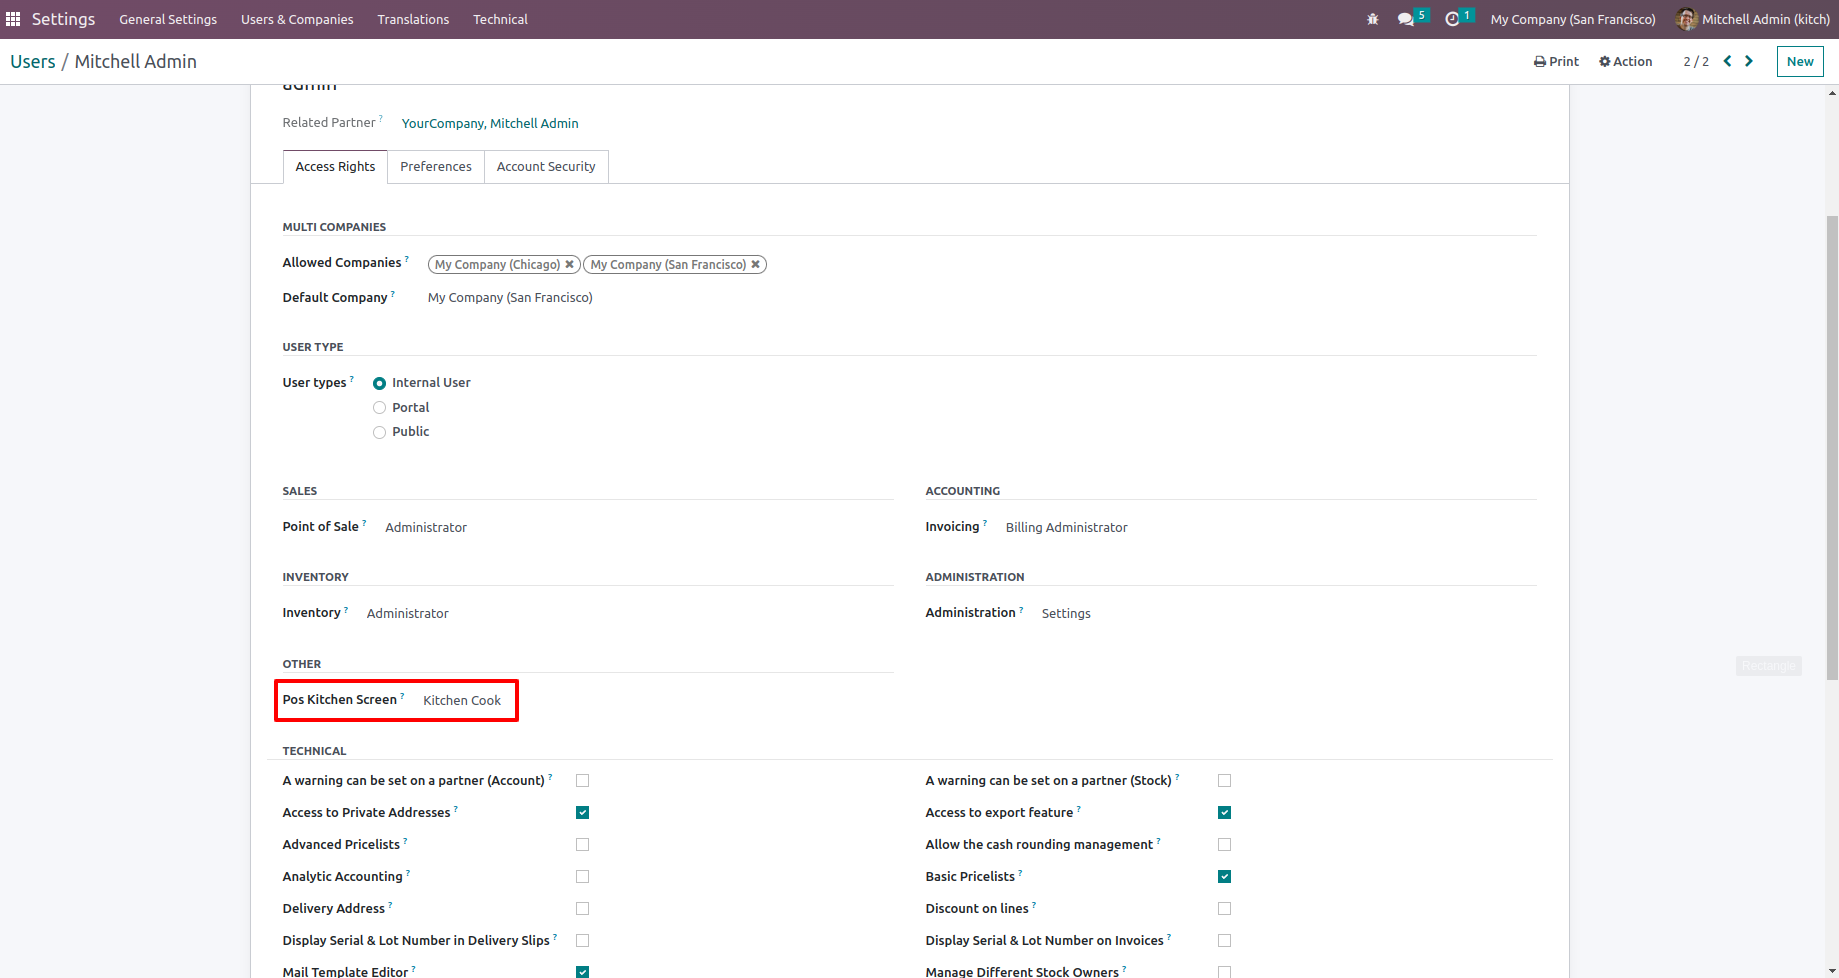 Settings General Settings Users & Companies Translations Technical 5 1 My Company (San Francisco) Mitchell Admin (kitch)
Users / Mitchell Admin Print Action 2 / 2 New
admin
Related Partner ? YourCompany, Mitchell Admin
Access Rights Preferences Account Security
MULTI COMPANIES
Allowed Companies ? My Company (Chicago) ✖ My Company (San Francisco) ✖
Default Company ? My Company (San Francisco)
USER TYPE
User types ? Internal User
Portal
Public
SALES ACCOUNTING
Point of Sale ? Administrator Invoicing ? Billing Administrator
INVENTORY ADMINISTRATION
Inventory ? Administrator Administration ? Settings
OTHER
Rectangle
Pos Kitchen Screen ? Kitchen Cook
TECHNICAL
A warning can be set on a partner (Account) ? A warning can be set on a partner (Stock) ?
Access to Private Addresses ? Access to export feature ?
Advanced Pricelists ? Allow the cash rounding management ?
Analytic Accounting ? Basic Pricelists ?
Delivery Address ? Discount on lines ?
Display Serial & Lot Number in Delivery Slips ? Display Serial & Lot Number on Invoices ?
Mail Template Editor ? Manage Different Stock Owners ?